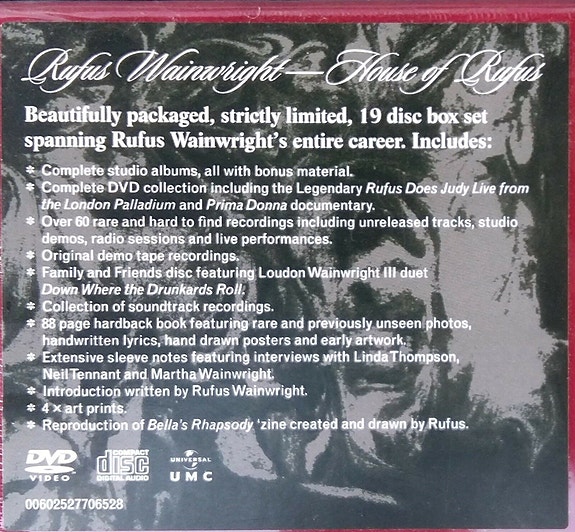 Rufus Wainwright — House of Rufus
Beautifully packaged, strictly limited, 19 disc box set
spanning Rufus Wainwright's entire career. Includes:
* Complete studio albums, all with bonus material.
* Complete DVD collection including the Legendary Rufus Does Judy Live from
the London Palladium and Prima Donna documentary.
* Over 60 rare and hard to find recordings including unreleased tracks, studio
demos, radio sessions and live performances.
* Original demo tape recordings.
* Family and Friends disc featuring Loudon Wainwright III duet
Down Where the Drunkards Roll.
* Collection of soundtrack recordings.
* 88 page hardback book featuring rare and previously unseen photos,
handwritten lyrics, hand drawn posters and early artwork.
* Extensive sleeve notes featuring interviews with Linda Thompson,
Neil Tennant and Martha Wainwright.
* Introduction written by Rufus Wainwright.
* 4 × art prints.
* Reproduction of Bella's Rhapsody 'zine created and drawn by Rufus.
DVD
VIDEO
COMPACT
disc
DIGITAL AUDIO
UNIVERSAL
UMC
00602527706528